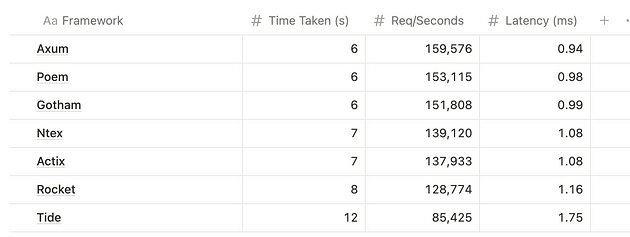 Aa Framework # Time Taken (s) # Req/Seconds # Latency (ms) +
Axum 6 159,576 0.94
Poem 6 153,115 0.98
Gotham 6 151,808 0.99
Ntex 7 139,120 1.08
Actix 7 137,933 1.08
Rocket 8 128,774 1.16
Tide 12 85,425 1.75